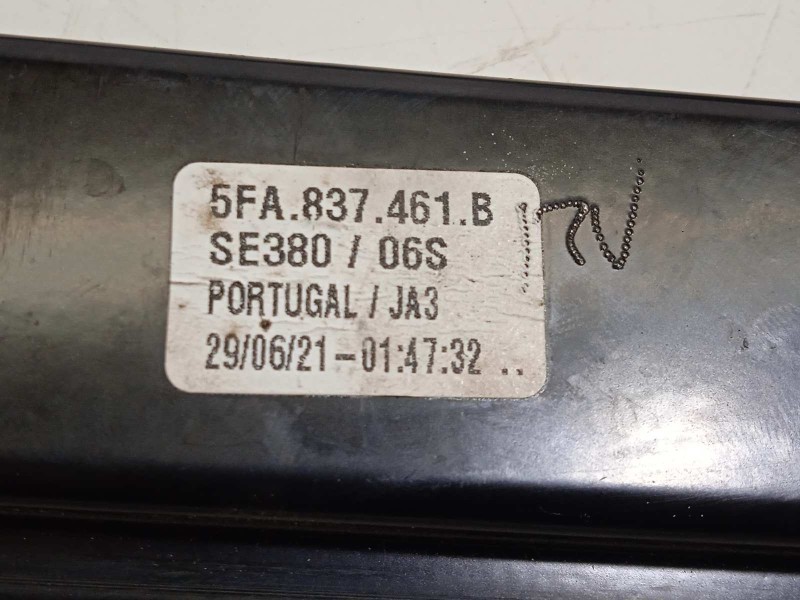 5FA.837.461.B
SE380 / 06S
PORTUGAL / JA3
29/06/21-01:47:32 ..